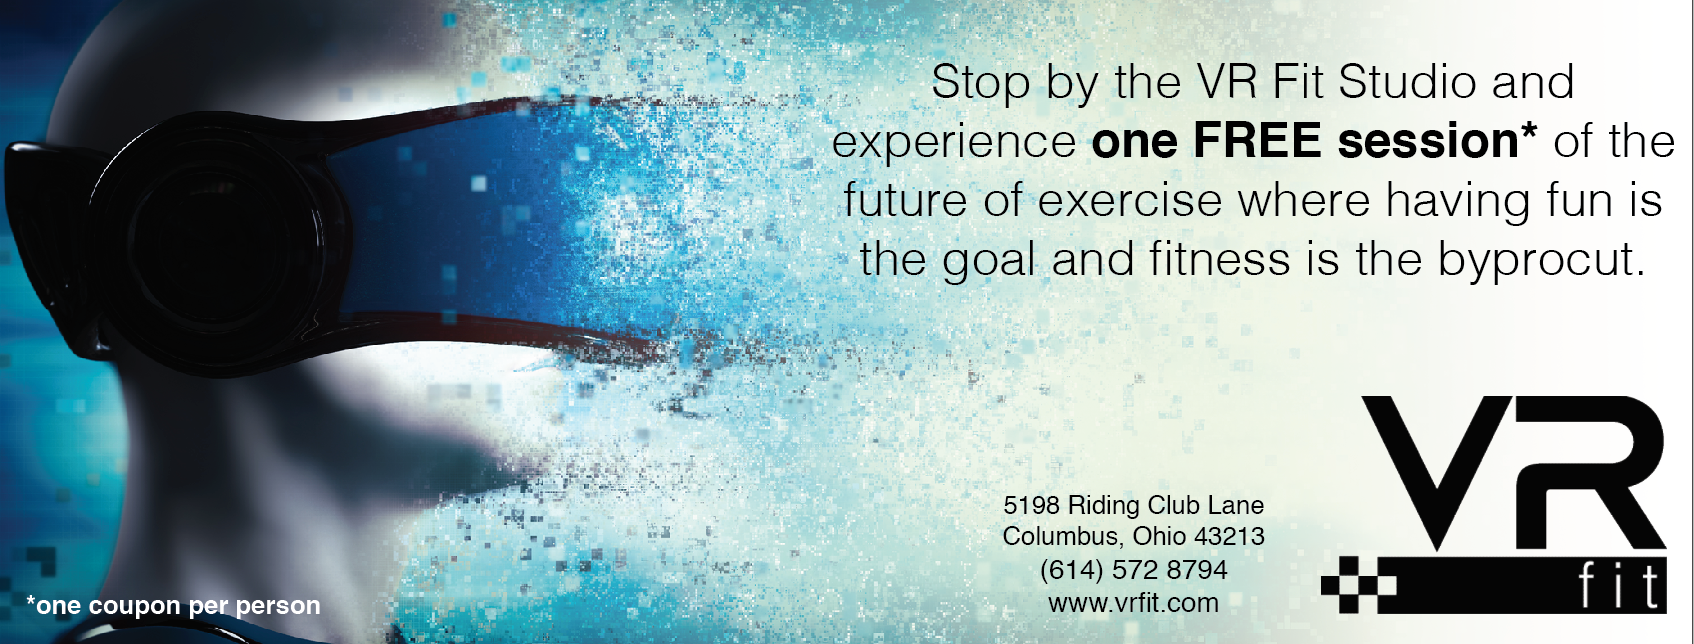 Stop by the VR Fit Studio and
experience one FREE session* of the
future of exercise where having fun is
the goal and fitness is the byprocut.
5198 Riding Club Lane
Columbus, Ohio 43213
(614) 572 8794
www.vrfit.com
VR
fit
*one coupon per person